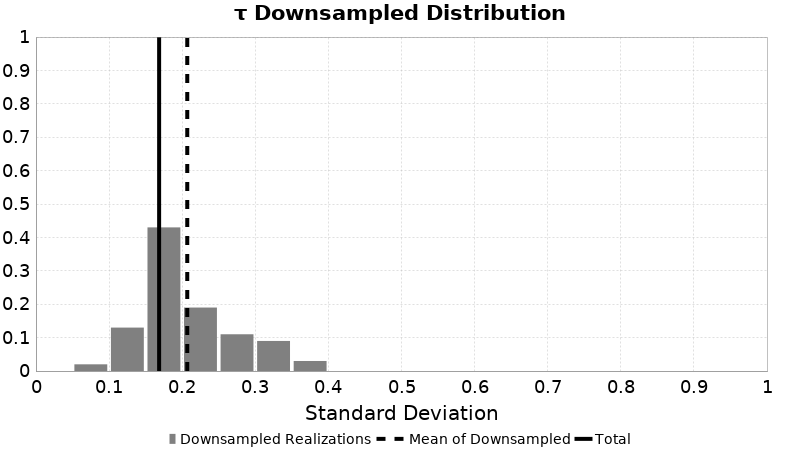 τ Downsampled Distribution
1
0.9
0.8
0.7
0.6
0.5
0.4
0.3
0.2
0.1
0
0 0.1 0.2 0.3 0.4 0.5 0.6 0.7 0.8 0.9 1
Standard Deviation
Downsampled Realizations Mean of Downsampled Total